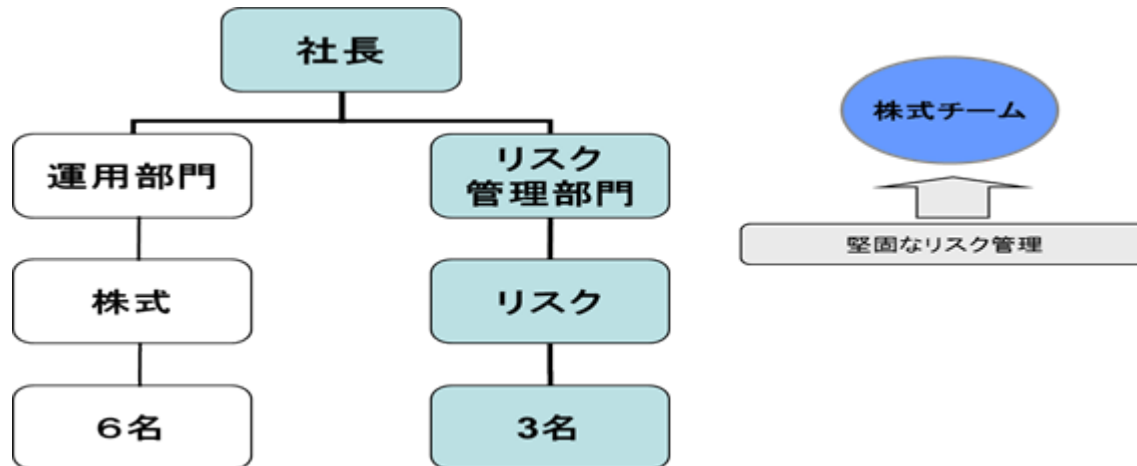 社長
運用部門
リスク
管理部門
株式
リスク
６名
3名
株式チーム
堅固なリスク管理